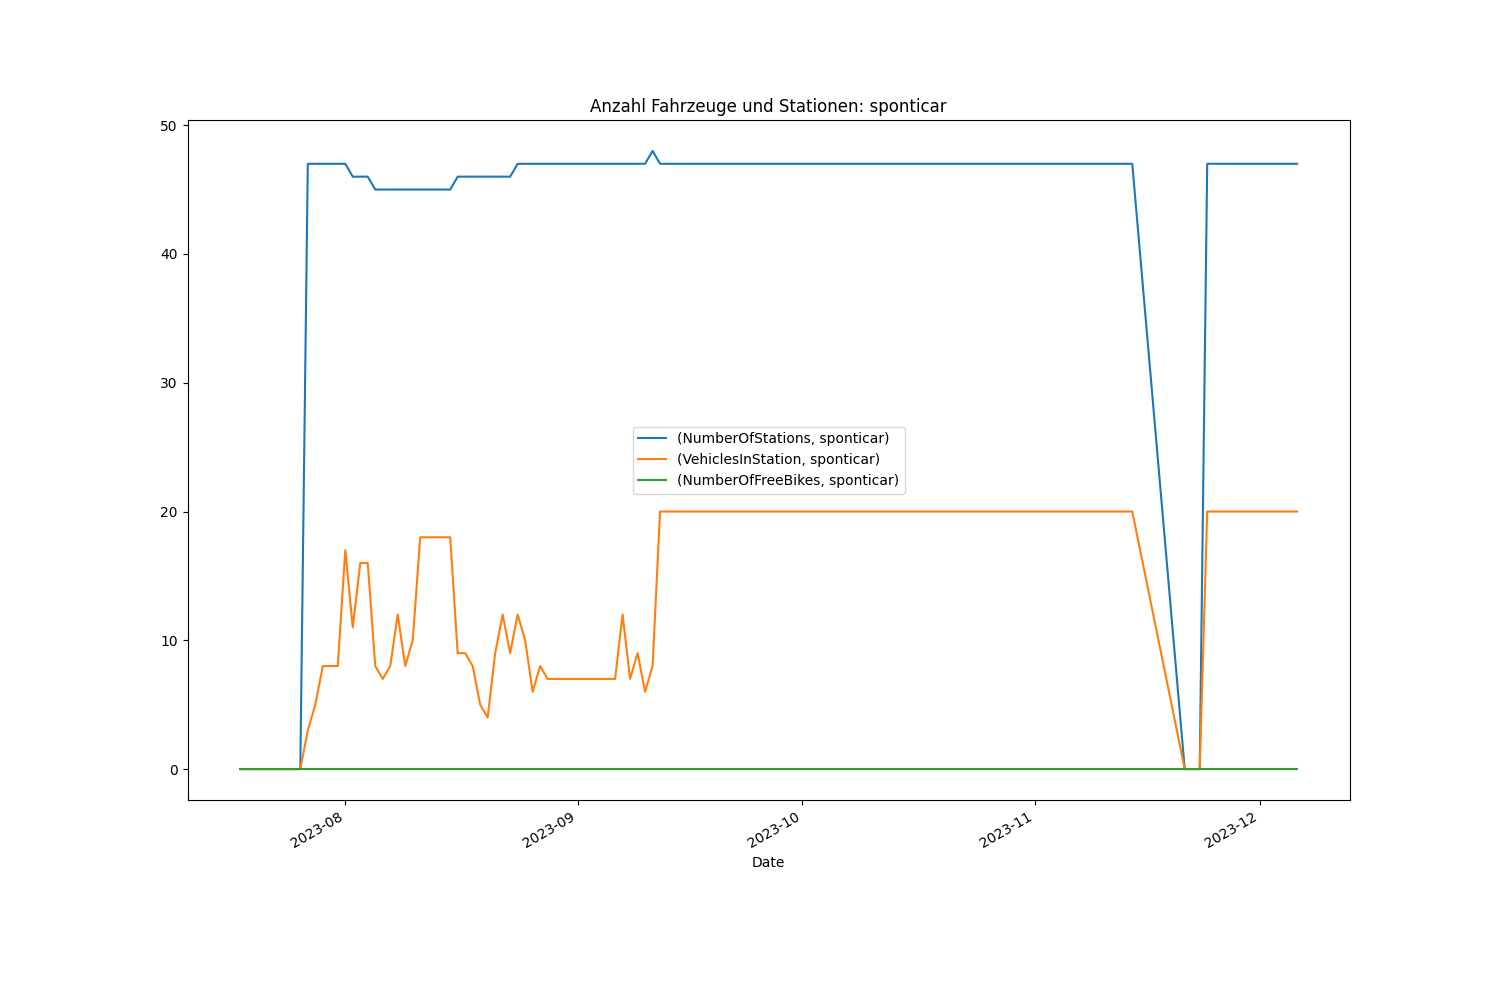 Anzahl Fahrzeuge und Stationen: sponticar
50
40
30
20
10
0
(NumberOfStations, sponticar)
(VehiclesInStation, sponticar)
(NumberOfFreeBikes, sponticar)
2023-08
2023-09
2023-10
2023-11
2023-12
Date